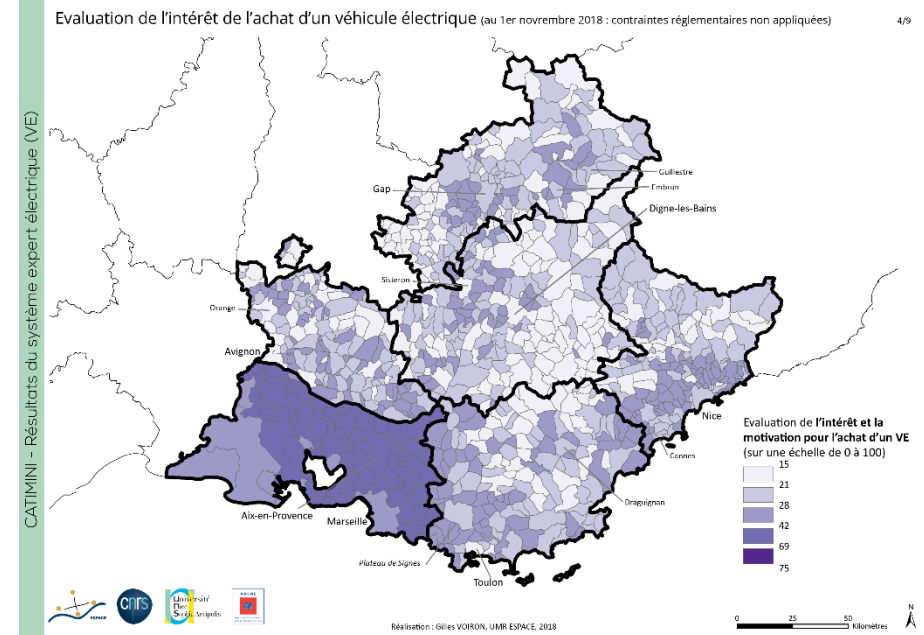 Evaluation de l'intérêt de l'achat d'un véhicule électrique (au 1er novrembre 2018 : contraintes réglementaires non appliquées)
4/9
CATIMINI - Résultats du système expert électrique (VE)
Guillestre
Gap
Embrun
Digne-les-Bains
Sisteron
Orange
Avignon
Nice
Cannes
Draguignan
Aix-en-Provence
Marseille
Plateau de Signes
Toulon
Evaluation de l'intérêt et la
motivation pour l'achat d'un VE
(sur une échelle de 0 à 100)
15
21
28
42
69
75
cnrs
Université
Nice
Sophia Antipolis
Réalisation : Gilles VOIRON, UMR ESPACE, 2018
0 25 50
Kilomètres
N